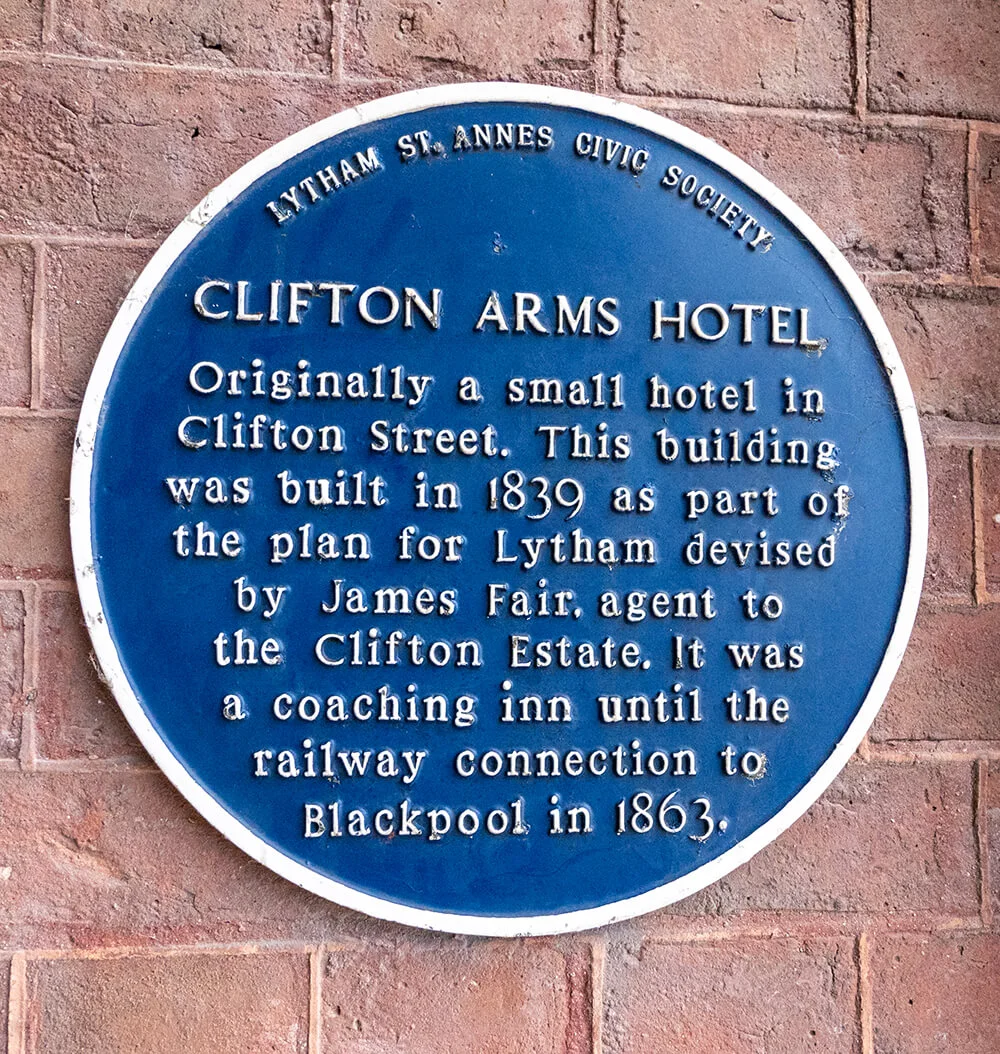 LYTHAM ST. ANNES CIVIC SOCIETY
CLIFTON ARMS HOTEL
Originally a small hotel in
Clifton Street. This building
was built in 1839 as part of
the plan for Lytham devised
by James Fair, agent to
the Clifton Estate. It was
a coaching inn until the
railway connection to
Blackpool in 1863.